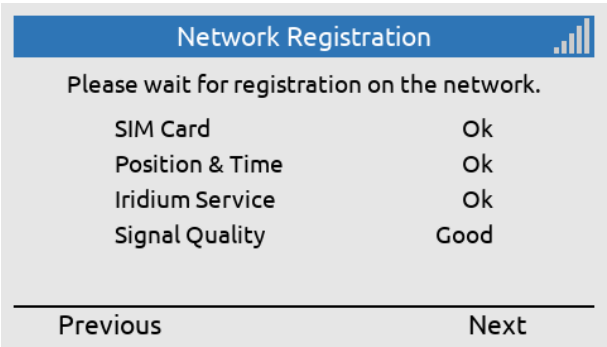 Network Registration
Please wait for registration on the network.
SIM Card Ok
Position & Time Ok
Iridium Service Ok
Signal Quality Good
Previous Next